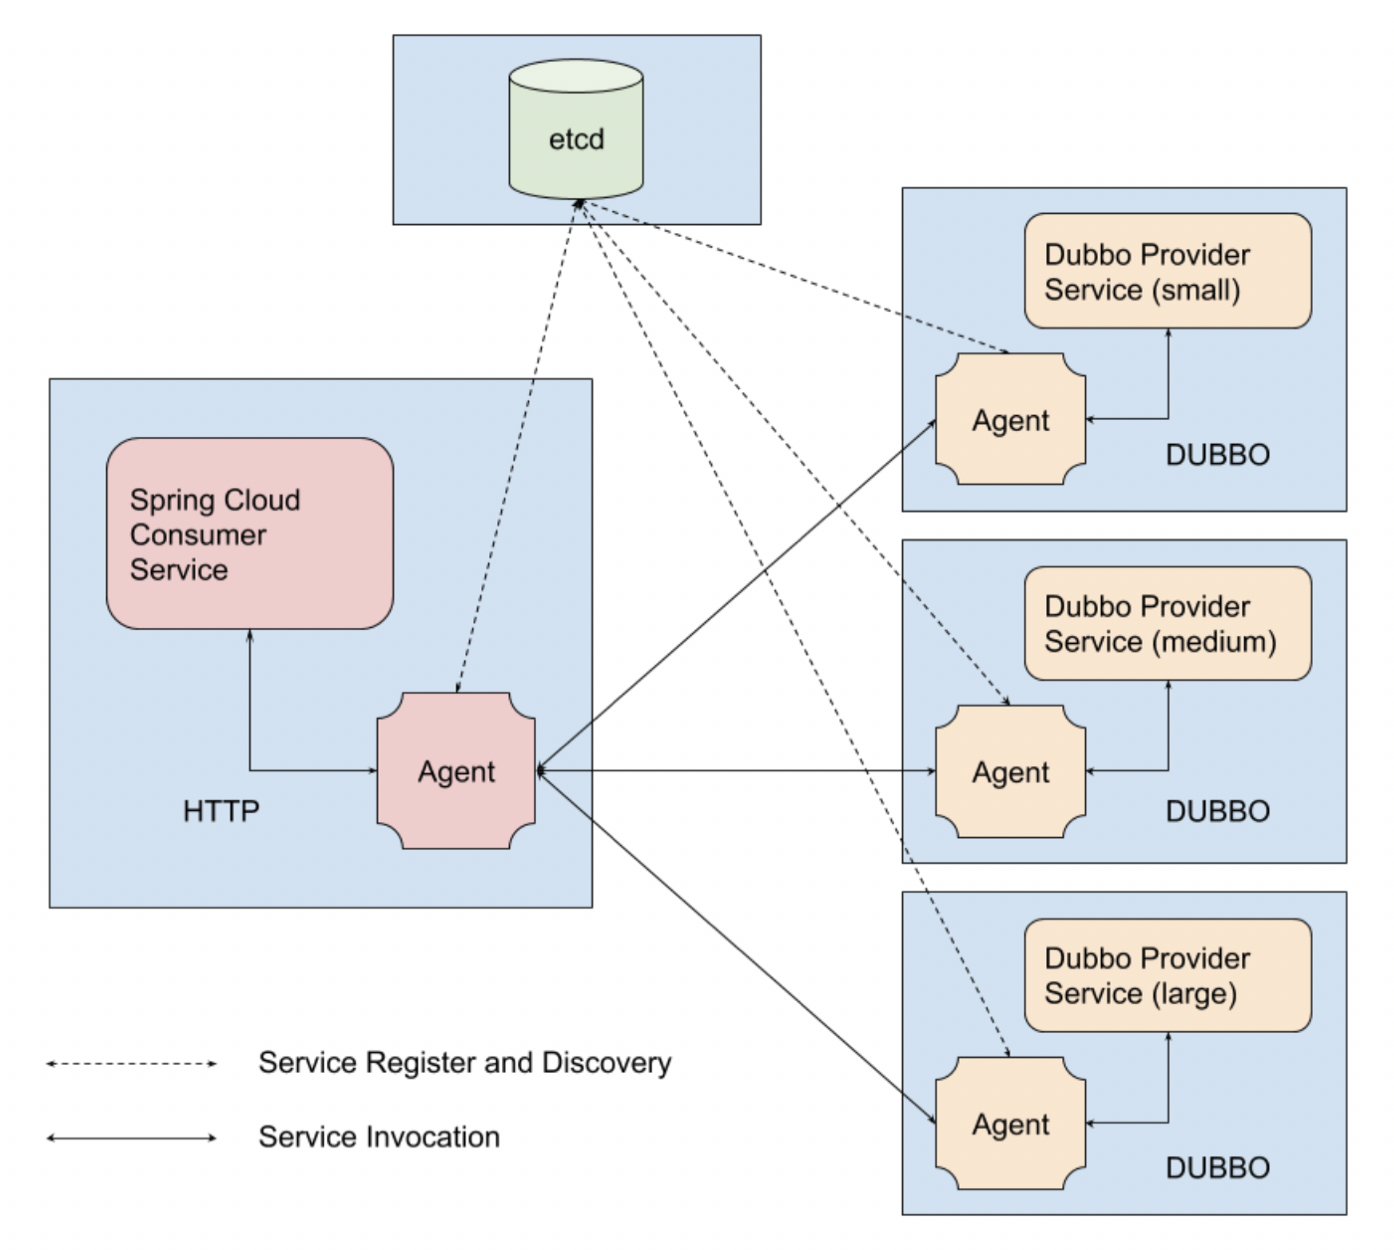 etcd
Dubbo Provider
Service (small)
Agent
DUBBO
Spring Cloud
Consumer
Service
Agent
HTTP
Dubbo Provider
Service (medium)
Agent
DUBBO
Dubbo Provider
Service (large)
Agent
DUBBO
Service Register and Discovery
Service Invocation